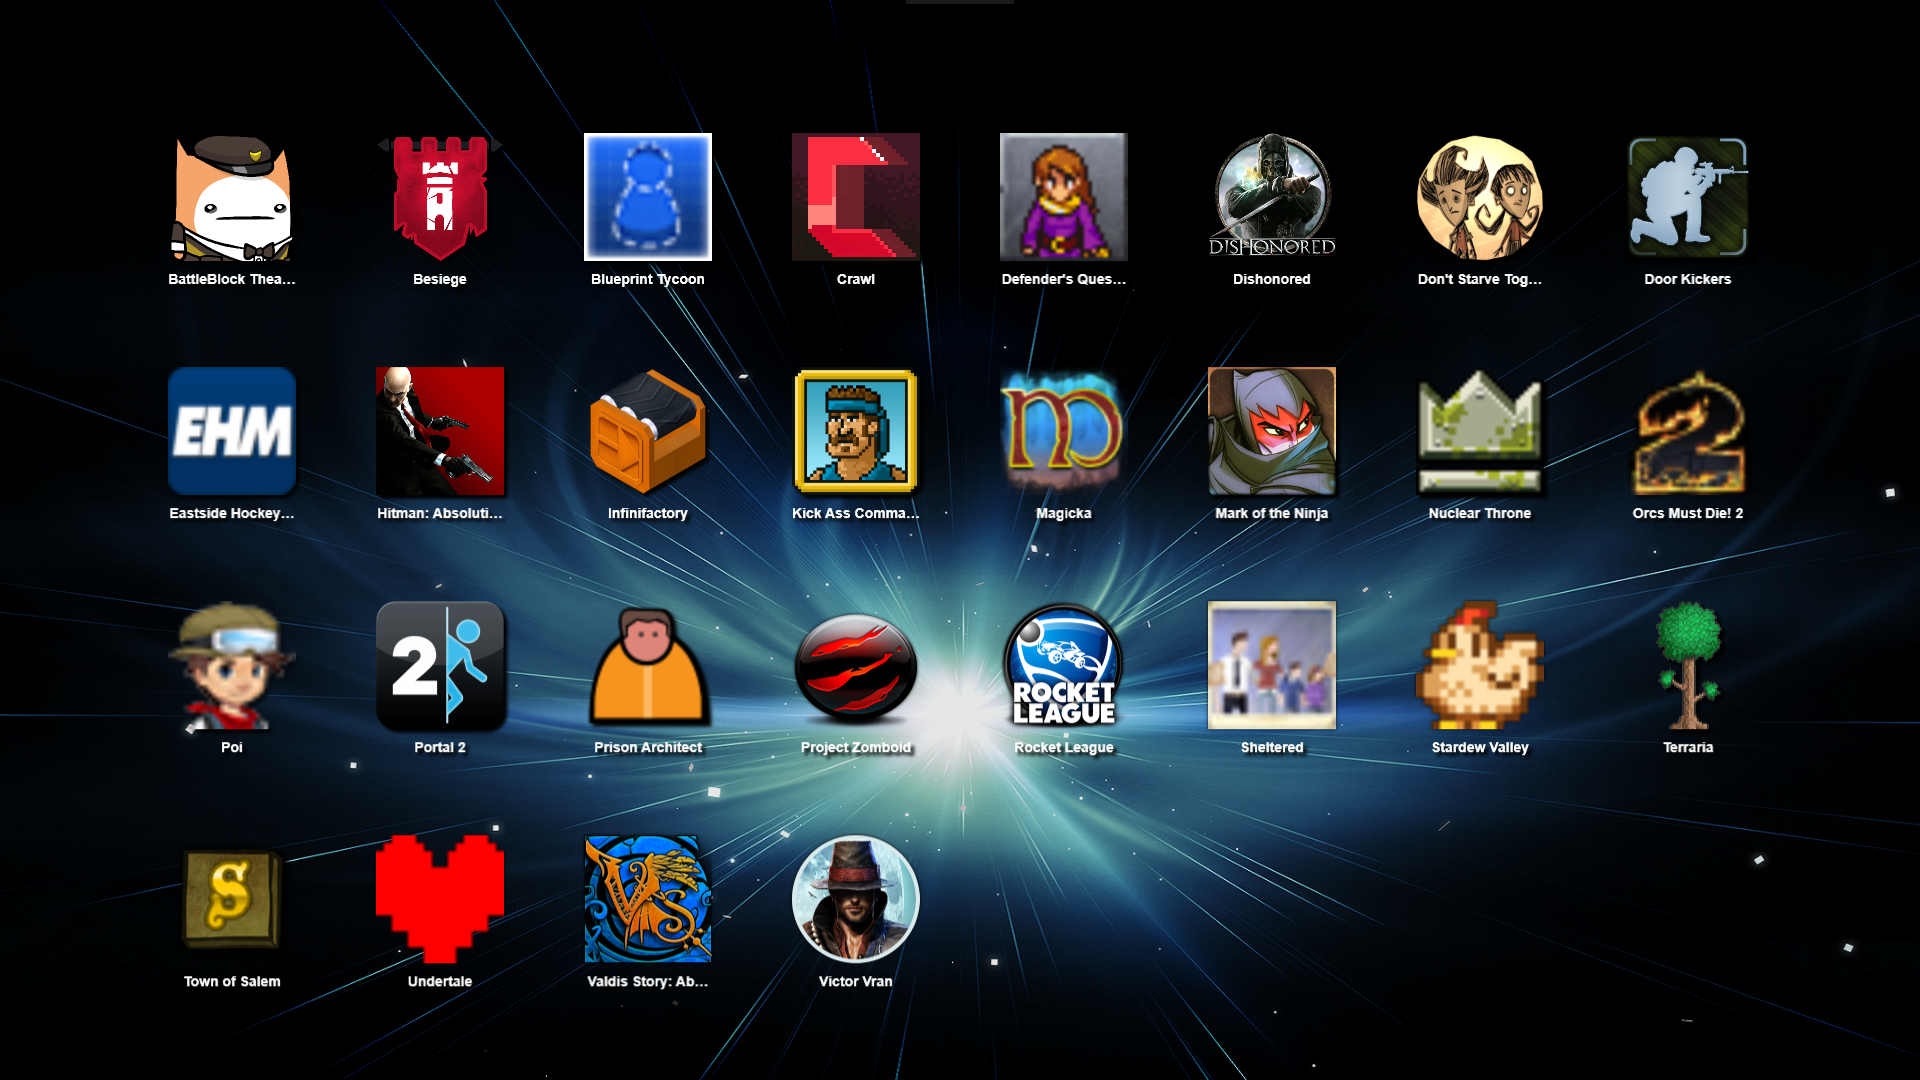 DISHONORED
BattleBlock Thea...
Besiege
Blueprint Tycoon
Crawl
Defender's Ques...
Dishonored
Don't Starve Tog...
Door Kickers
EHM
m
2
Eastside Hockey...
Hitman: Absoluti...
Infinifactory
Kick Ass Comma...
Magicka
Mark of the Ninja
Nuclear Throne
Orcs Must Die! 2
2
ROCKET
LEAGUE
Poi
Portal 2
Prison Architect
Project Zomboid
Rocket League
Sheltered
Stardew Valley
Terraria
S
VS
Town of Salem
Undertale
Valdis Story: Ab...
Victor Vran